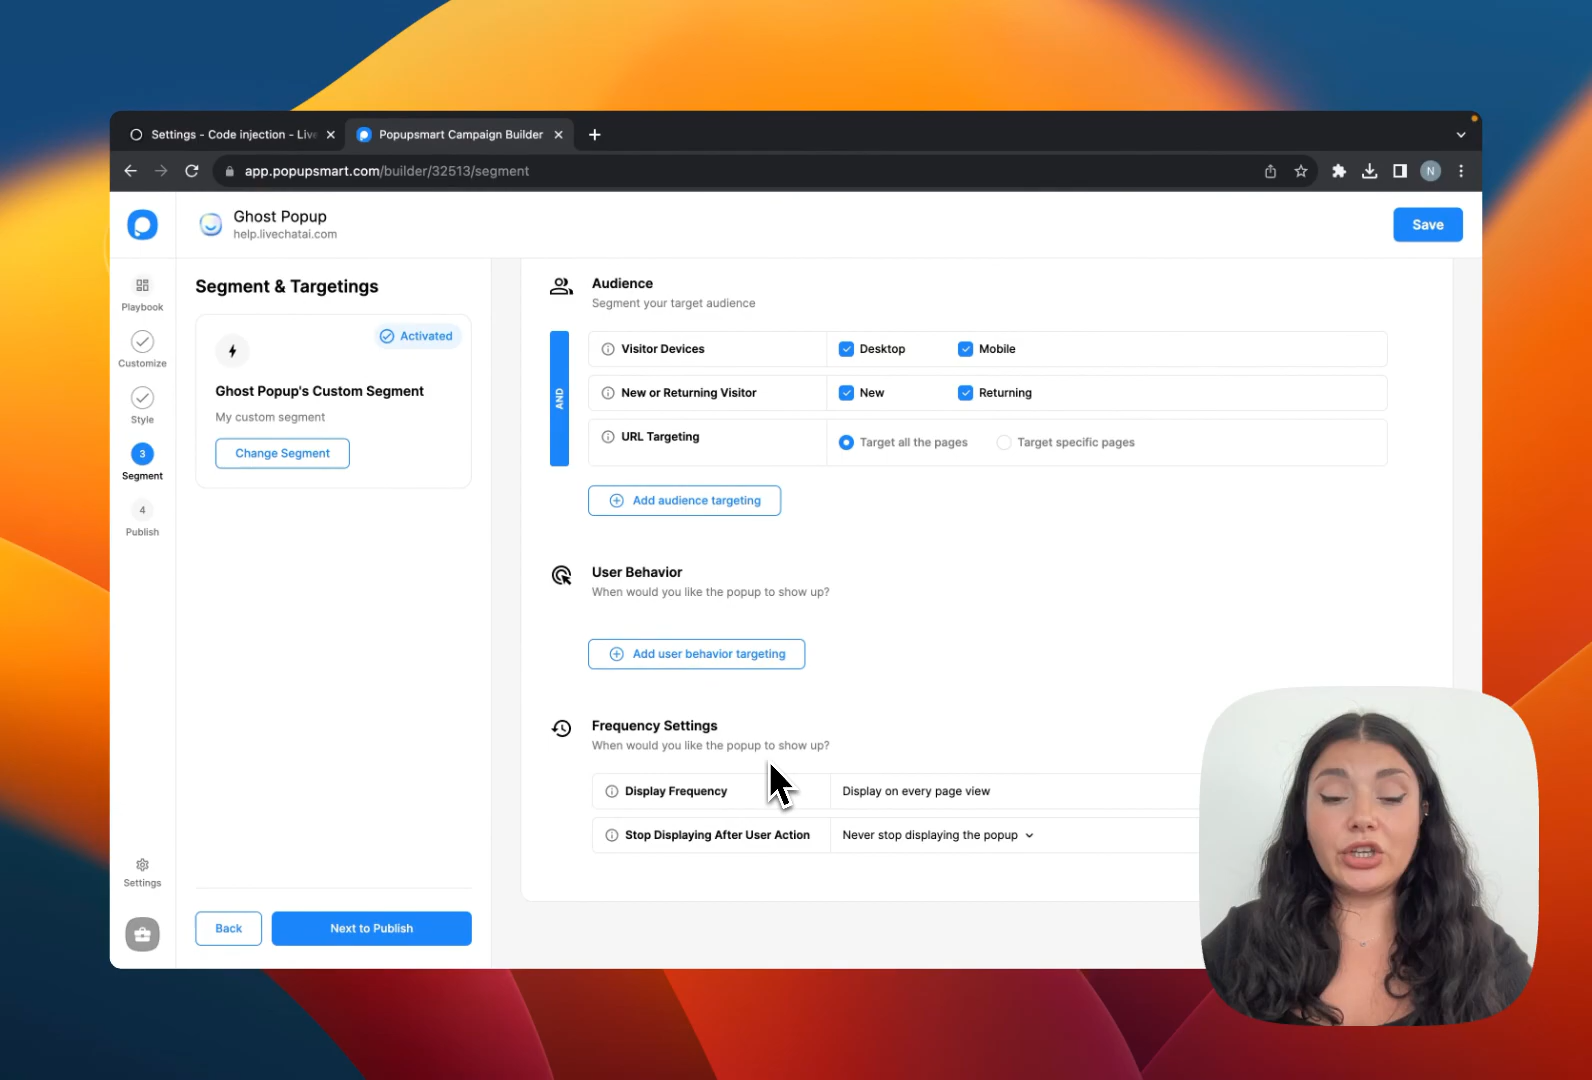 Settings - Code injection - Live
Popupsmart Campaign Builder
app.popupsmart.com/builder/32513/segment
N
Ghost Popup
help.livechatai.com
Save
Playbook
Customize
Style
3
Segment
4
Publish
Settings
Segment & Targetings
Activated
Ghost Popup's Custom Segment
My custom segment
Change Segment
Back
Next to Publish
Audience
Segment your target audience
AND
Visitor Devices
Desktop
Mobile
New or Returning Visitor
New
Returning
URL Targeting
Target all the pages
Target specific pages
Add audience targeting
User Behavior
When would you like the popup to show up?
Add user behavior targeting
Frequency Settings
When would you like the popup to show up?
Display Frequency
Display on every page view
Stop Displaying After User Action
Never stop displaying the popup